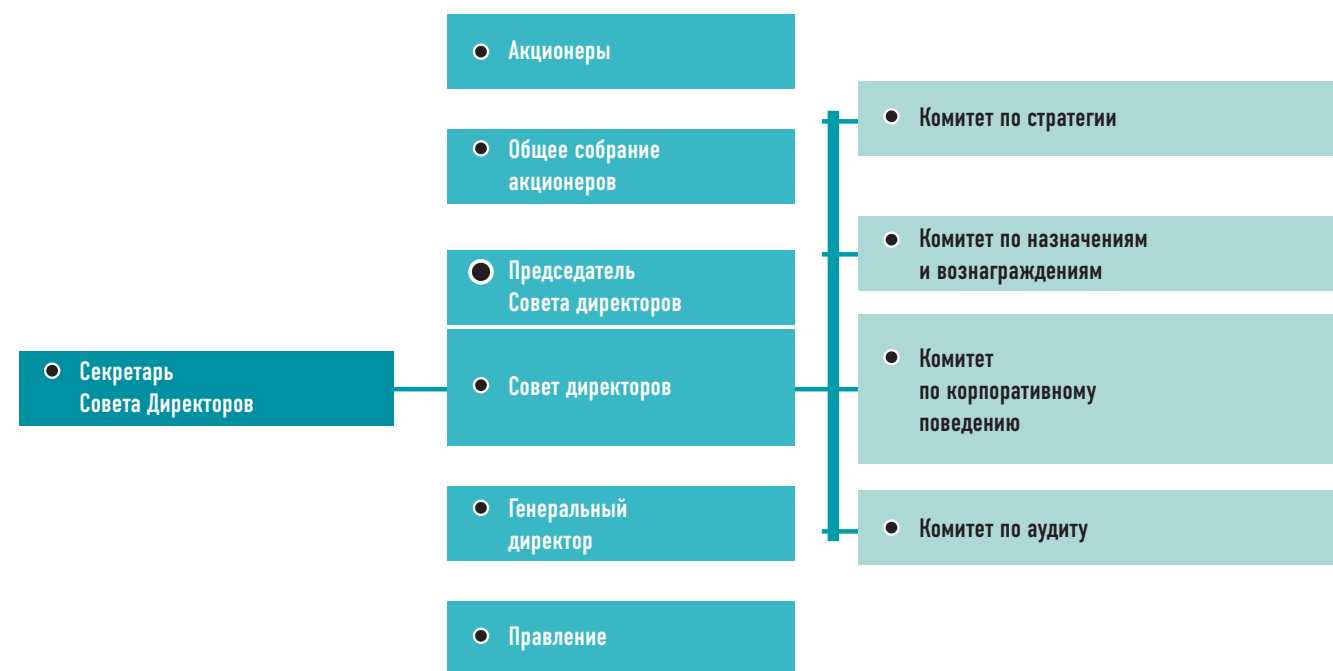 Акционеры
Общее собрание
акционеров
Председатель
Совета директоров
Секретарь
Совета Директоров
Совет директоров
Генеральный
директор
Правление
Комитет по стратегии
Комитет по назначениям
и вознаграждениям
Комитет
по корпоративному
поведению
Комитет по аудиту